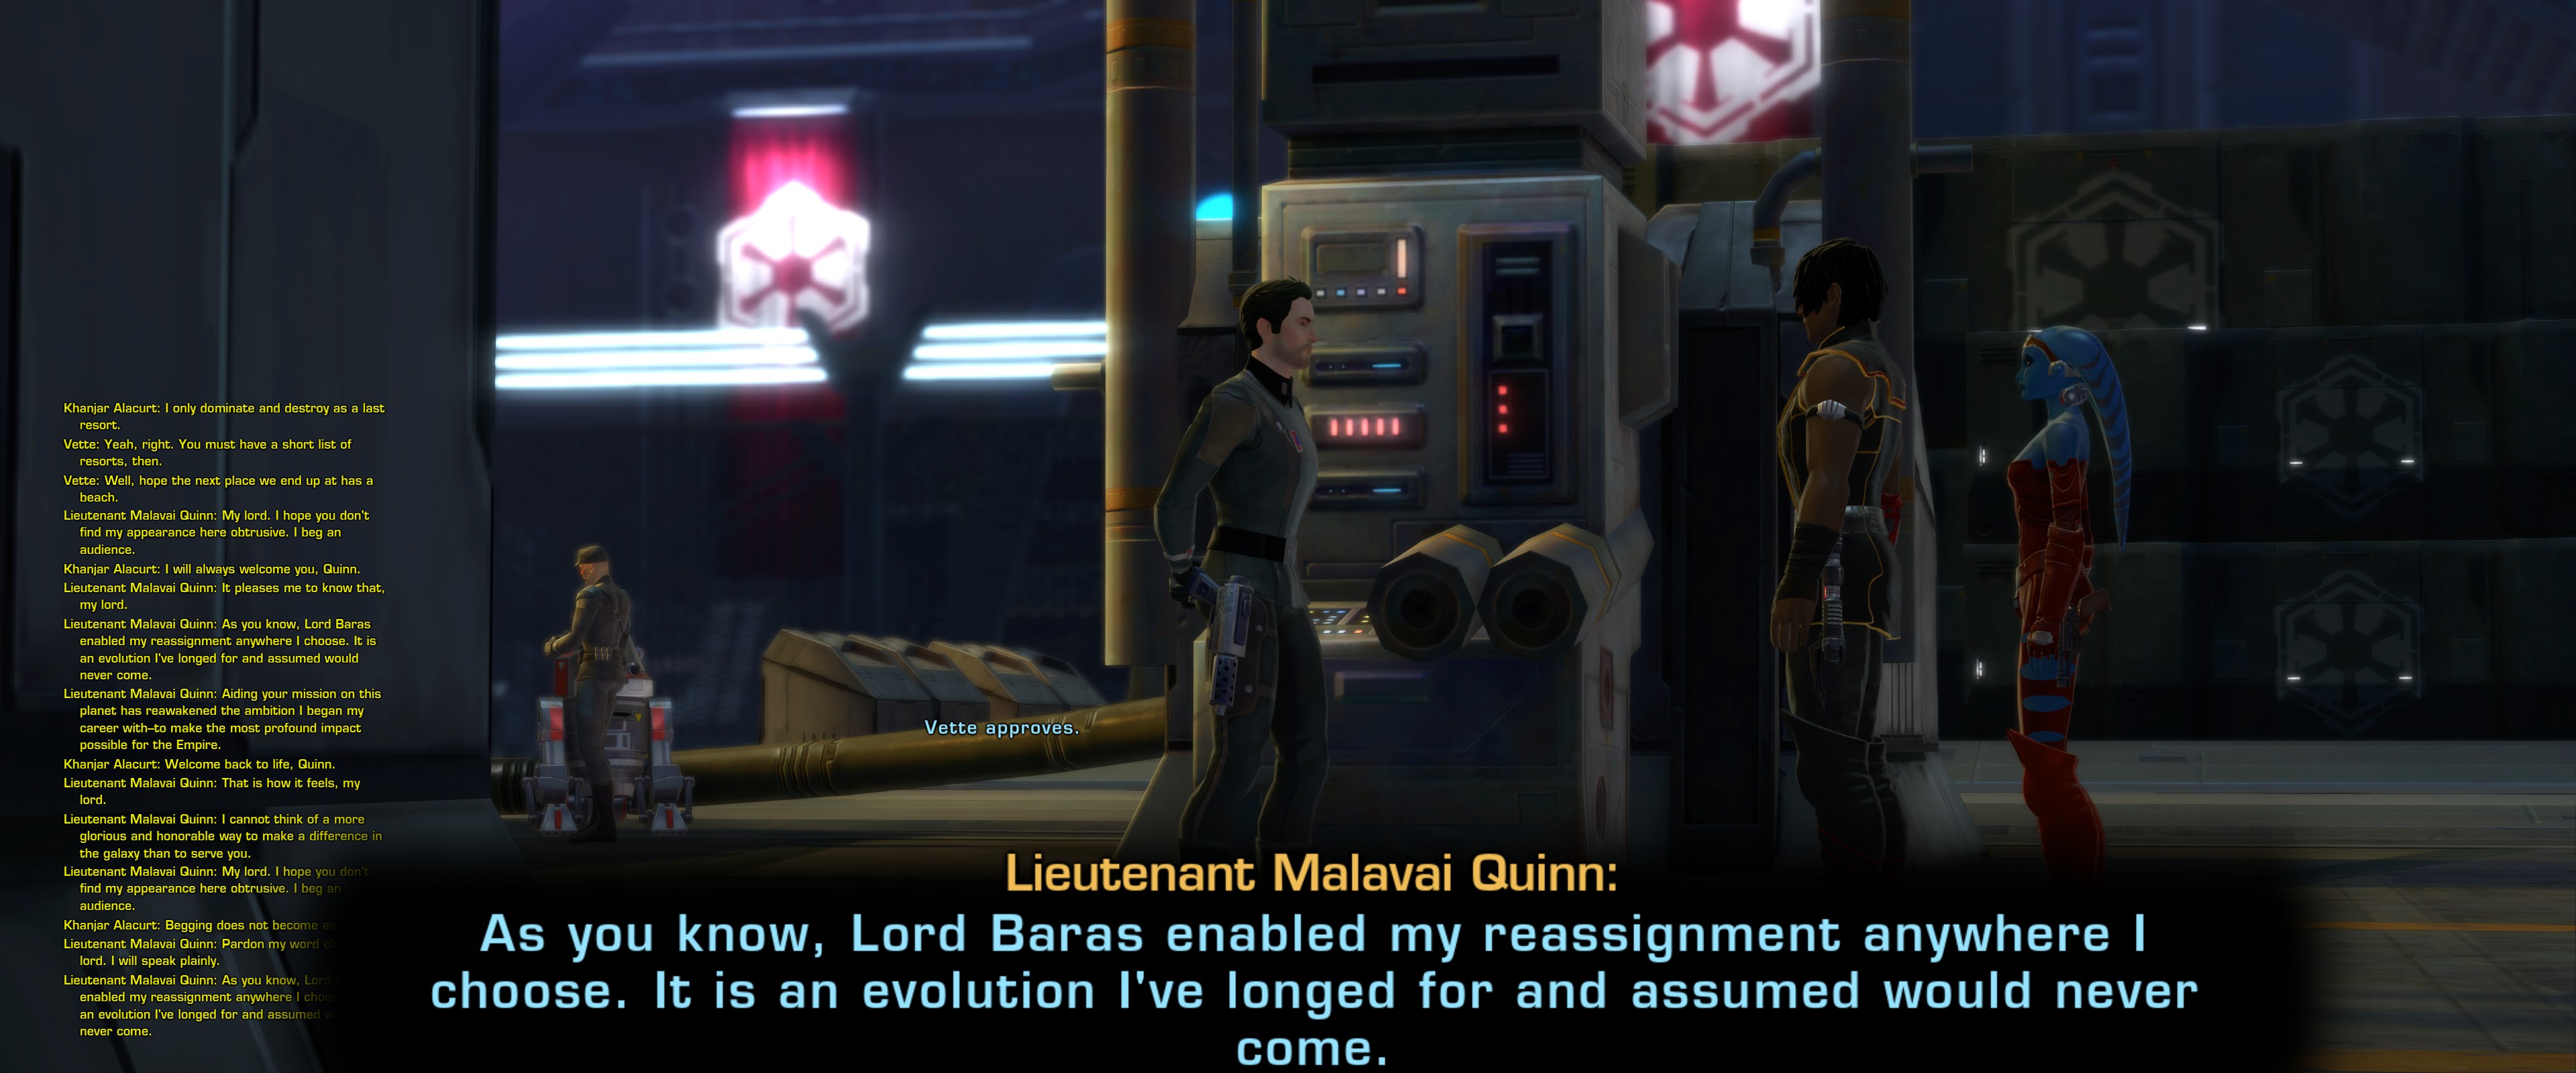 Khanjar Alacurt: I only dominate and destroy as a last
resort.
Vette: Yeah, right. You must have a short list of
resorts, then.
Vette: Well, hope the next place we end up at has a
beach.
Lieutenant Malavai Quinn: My lord. I hope you don't
find my appearance here obtrusive. I beg an
audience.
Khanjar Alacurt: I will always welcome you, Quinn.
Lieutenant Malavai Quinn: It pleases me to know that,
my lord.
Lieutenant Malavai Quinn: As you know, Lord Baras
enabled my reassignment anywhere I choose. It is
an evolution I've longed for and assumed would
never come.
Lieutenant Malavai Quinn: Aiding your mission on this
planet has reawakened the ambition I began my
career with--to make the most profound impact
possible for the Empire.
Khanjar Alacurt: Welcome back to life, Quinn.
Lieutenant Malavai Quinn: That is how it feels, my
lord.
Lieutenant Malavai Quinn: I cannot think of a more
glorious and honorable way to make a difference in
the galaxy than to serve you.
Lieutenant Malavai Quinn: My lord. I hope you don't
find my appearance here obtrusive. I beg an
audience.
Khanjar Alacurt: Begging does not become
Lieutenant Malavai Quinn: Pardon my word
lord. I will speak plainly.
Lieutenant Malavai Quinn: As you know, Lord
enabled my reassignment anywhere I
an evolution I've longed for and assumed
never come.
Vette approves.
Lieutenant Malavai Quinn:
As you know, Lord Baras enabled my reassignment anywhere I
choose. It is an evolution I've longed for and assumed would never
come.